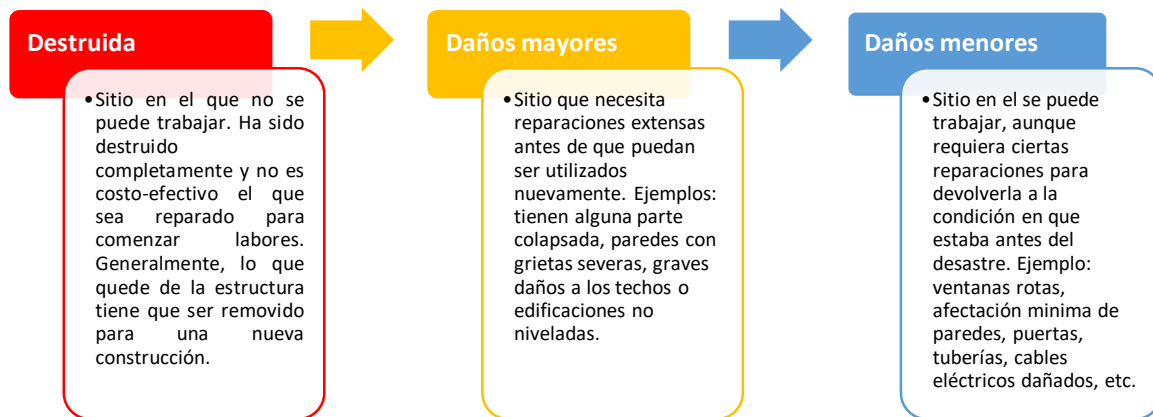 Destruida
•Sitio en el que no se
puede trabajar. Ha sido
destruido
completamente y no es
costo-efectivo el que
sea reparado para
comenzar labores.
Generalmente, lo que
quede de la estructura
tiene que ser removido
para una nueva
construcción.
Daños mayores
•Sitio que necesita
reparaciones extensas
antes de que puedan
ser utilizados
nuevamente. Ejemplos:
tienen alguna parte
colapsada, paredes con
grietas severas, graves
daños a los techos o
edificaciones no
niveladas.
Daños menores
•Sitio en el se puede
trabajar, aunque
requiera ciertas
reparaciones para
devolverla a la
condición en que
estaba antes del
desastre. Ejemplo:
ventanas rotas,
afectación minima de
paredes, puertas,
tuberías, cables
eléctricos dañados, etc.